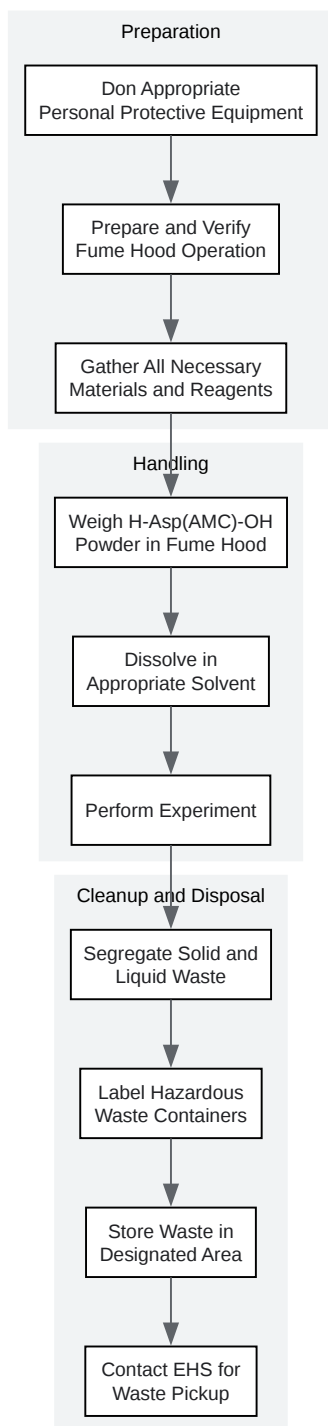 Preparation
Don Appropriate
Personal Protective Equipment
Prepare and Verify
Fume Hood Operation
Gather All Necessary
Materials and Reagents
Handling
Weigh H-Asp(AMC)-OH
Powder in Fume Hood
Dissolve in
Appropriate Solvent
Perform Experiment
Cleanup and Disposal
Segregate Solid and
Liquid Waste
Label Hazardous
Waste Containers
Store Waste in
Designated Area
Contact EHS for
Waste Pickup